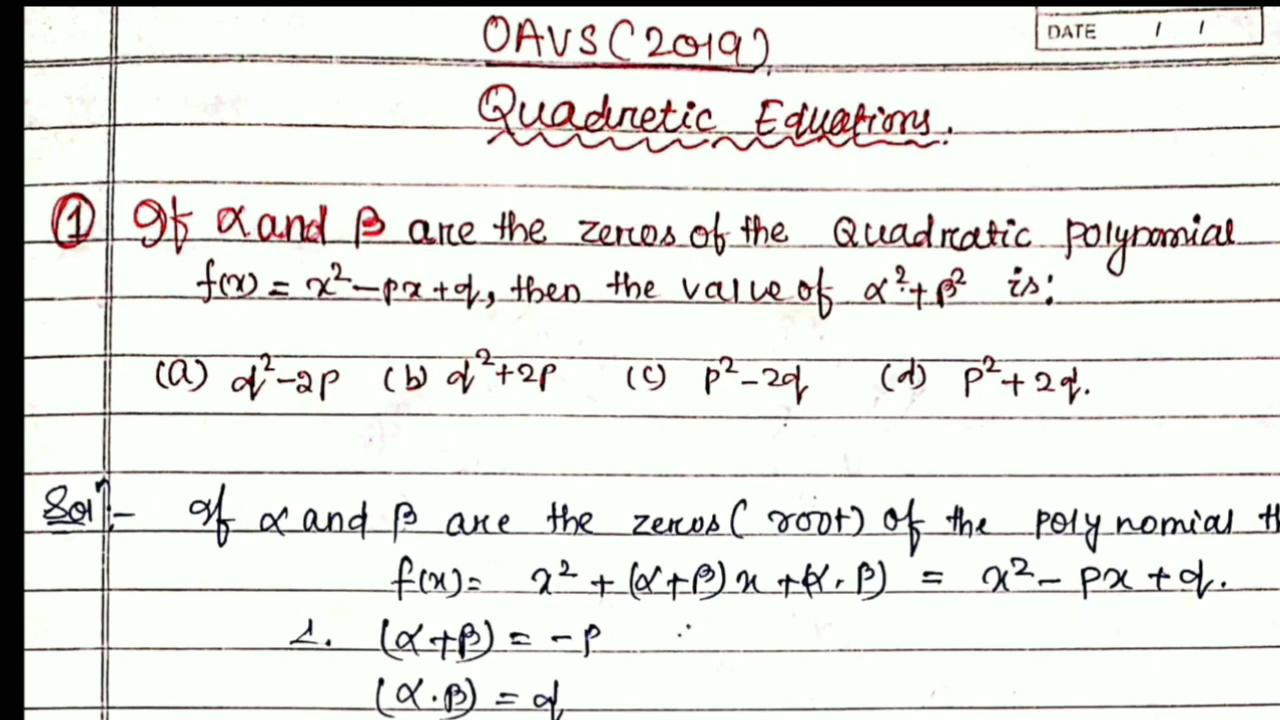 OAVS (2019)
DATE / /
Quadretic Equations.
① If α and β are the zeros of the Quadratic polynomial
f(x) = x² - px + q, then the value of α² + β² is:
(a) q² - 2p (b) q² + 2p (c) p² - 2q (d) p² + 2q.
Solⁿ:- If α and β are the zeros (root) of the polynomial th
f(x) = x² + (α + β) x + (α . β) = x² - px + q.
(α + β) = - p
(α . β) = q